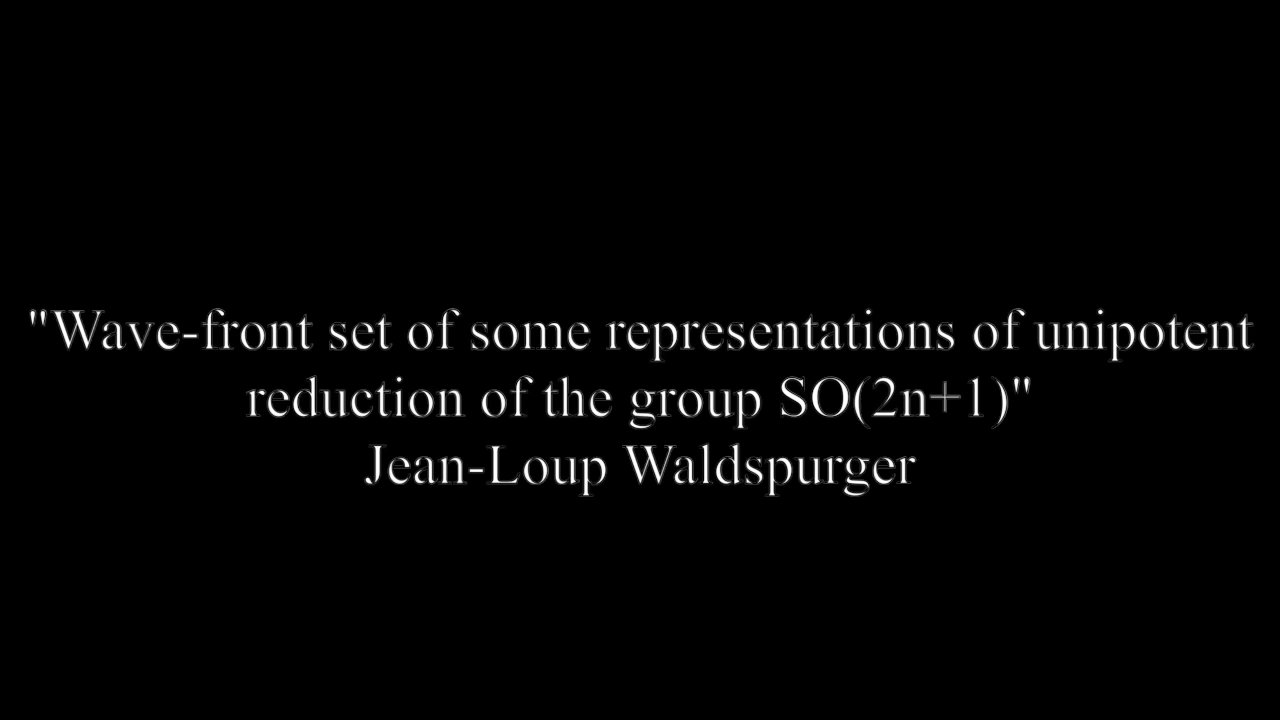 "Wave-front set of some representations of unipotent
reduction of the group SO(2n+1)"
Jean-Loup Waldspurger